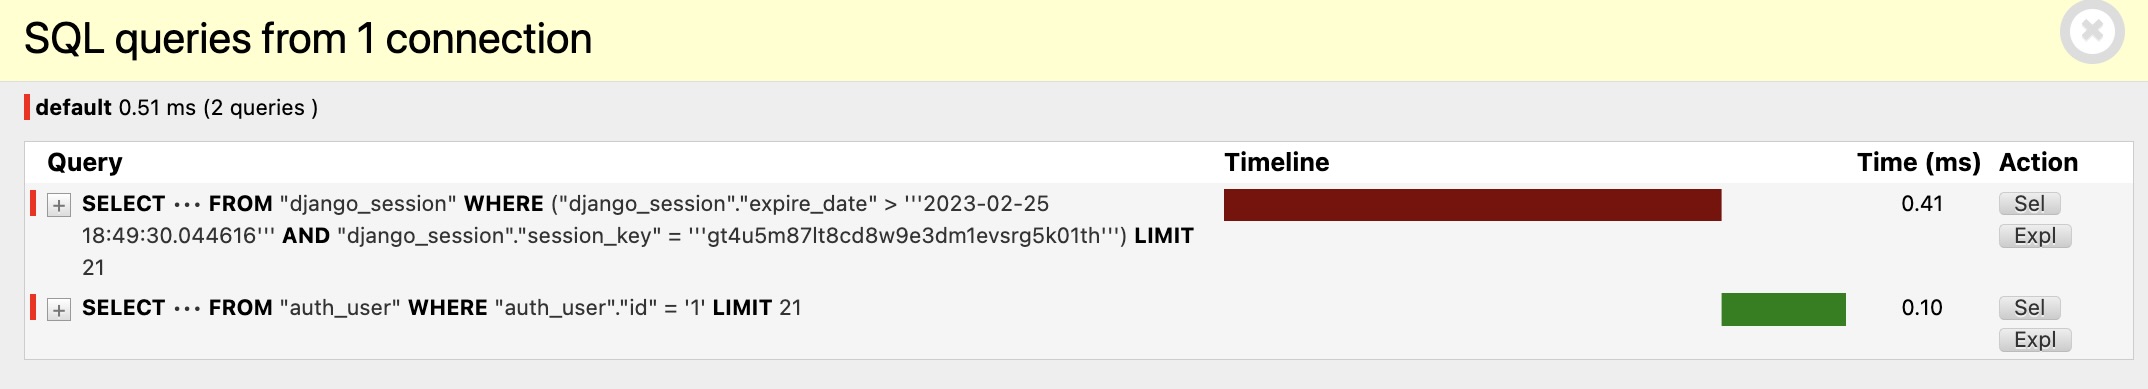 SQL queries from 1 connection
default 0.51 ms (2 queries )
Query Timeline Time (ms) Action
SELECT ••• FROM "django_session" WHERE ("django_session"."expire_date" > '''2023-02-25 0.41 Sel
18:49:30.044616''' AND "django_session"."session_key" = '''gt4u5m87lt8cd8w9e3dm1evsrg5k01th''') LIMIT Expl
21
SELECT ••• FROM "auth_user" WHERE "auth_user"."id" = '1' LIMIT 21 0.10 Sel
Expl